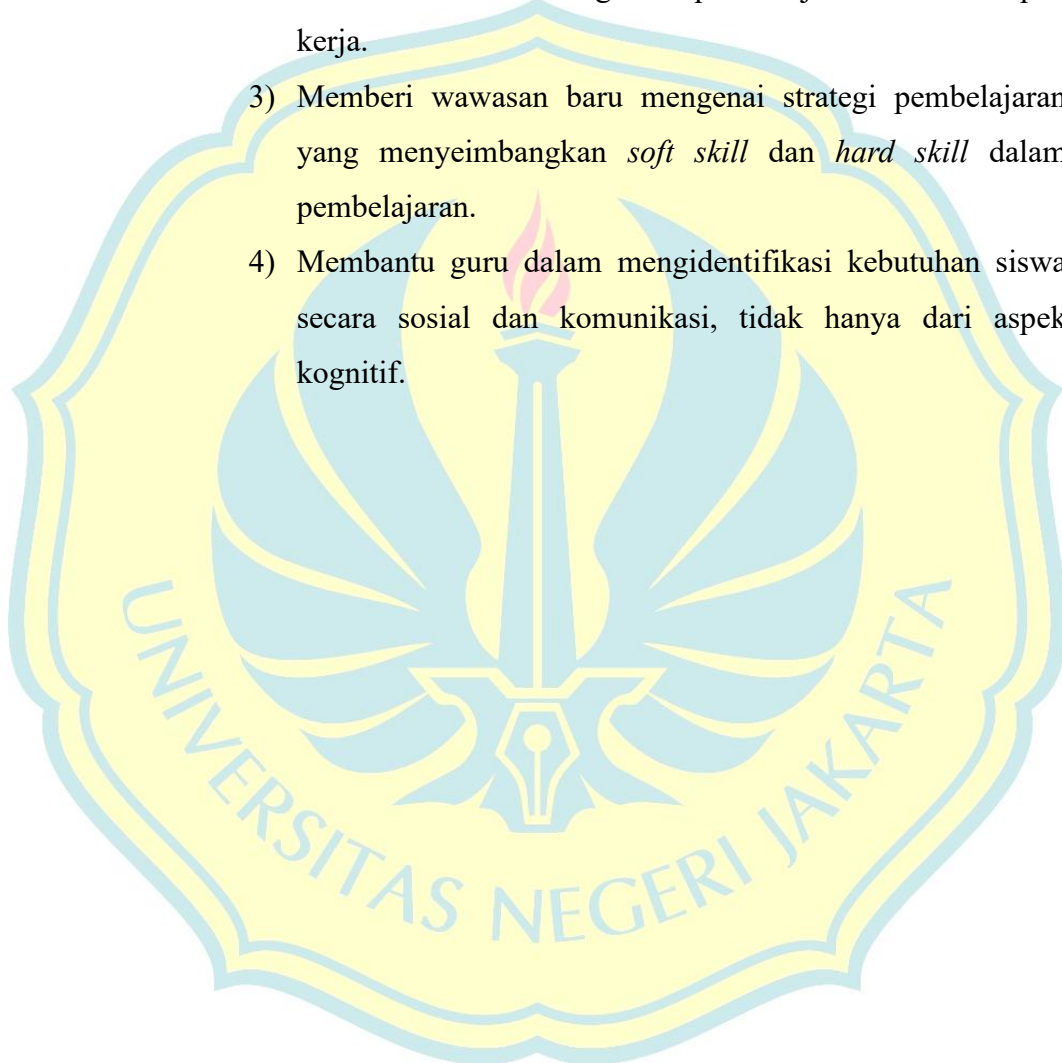 kerja.
3) Memberi wawasan baru mengenai strategi pembelajaran
yang menyeimbangkan soft skill dan hard skill dalam
pembelajaran.
4) Membantu guru dalam mengidentifikasi kebutuhan siswa
secara sosial dan komunikasi, tidak hanya dari aspek
kognitif.
UNIVERSITAS NEGERI JAKARTA